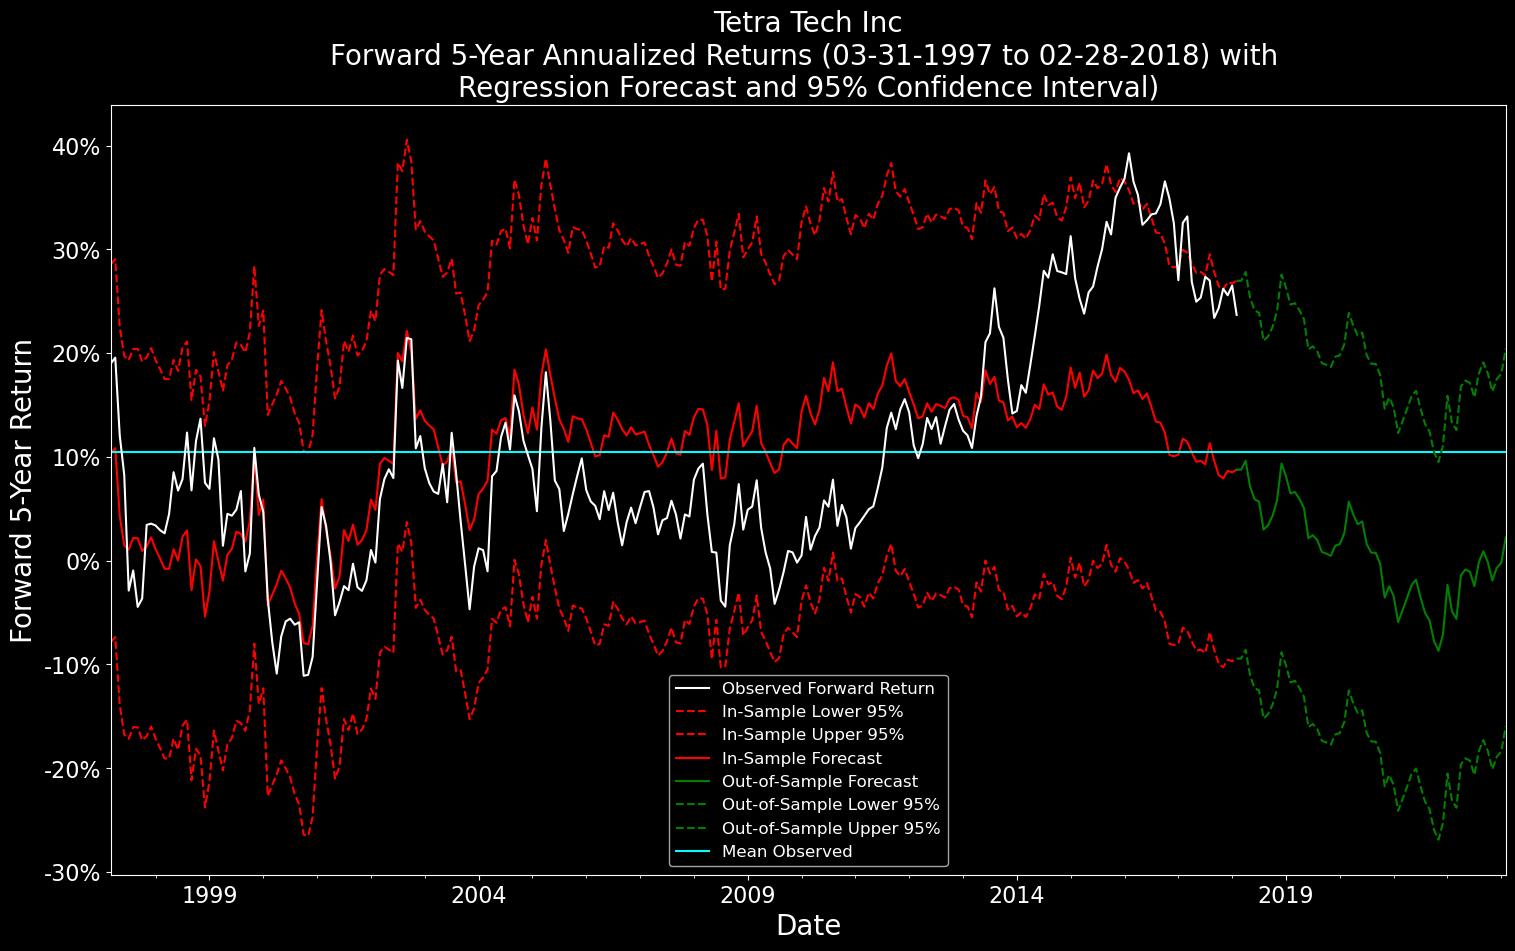 Tetra Tech Inc
Forward 5-Year Annualized Returns (03-31-1997 to 02-28-2018) with
Regression Forecast and 95% Confidence Interval)
Forward 5-Year Return
40%
30%
20%
10%
0%
-10%
-20%
-30%
Observed Forward Return
In-Sample Lower 95%
In-Sample Upper 95%
In-Sample Forecast
Out-of-Sample Forecast
Out-of-Sample Lower 95%
Out-of-Sample Upper 95%
Mean Observed
1999 2004 2009 2014 2019
Date